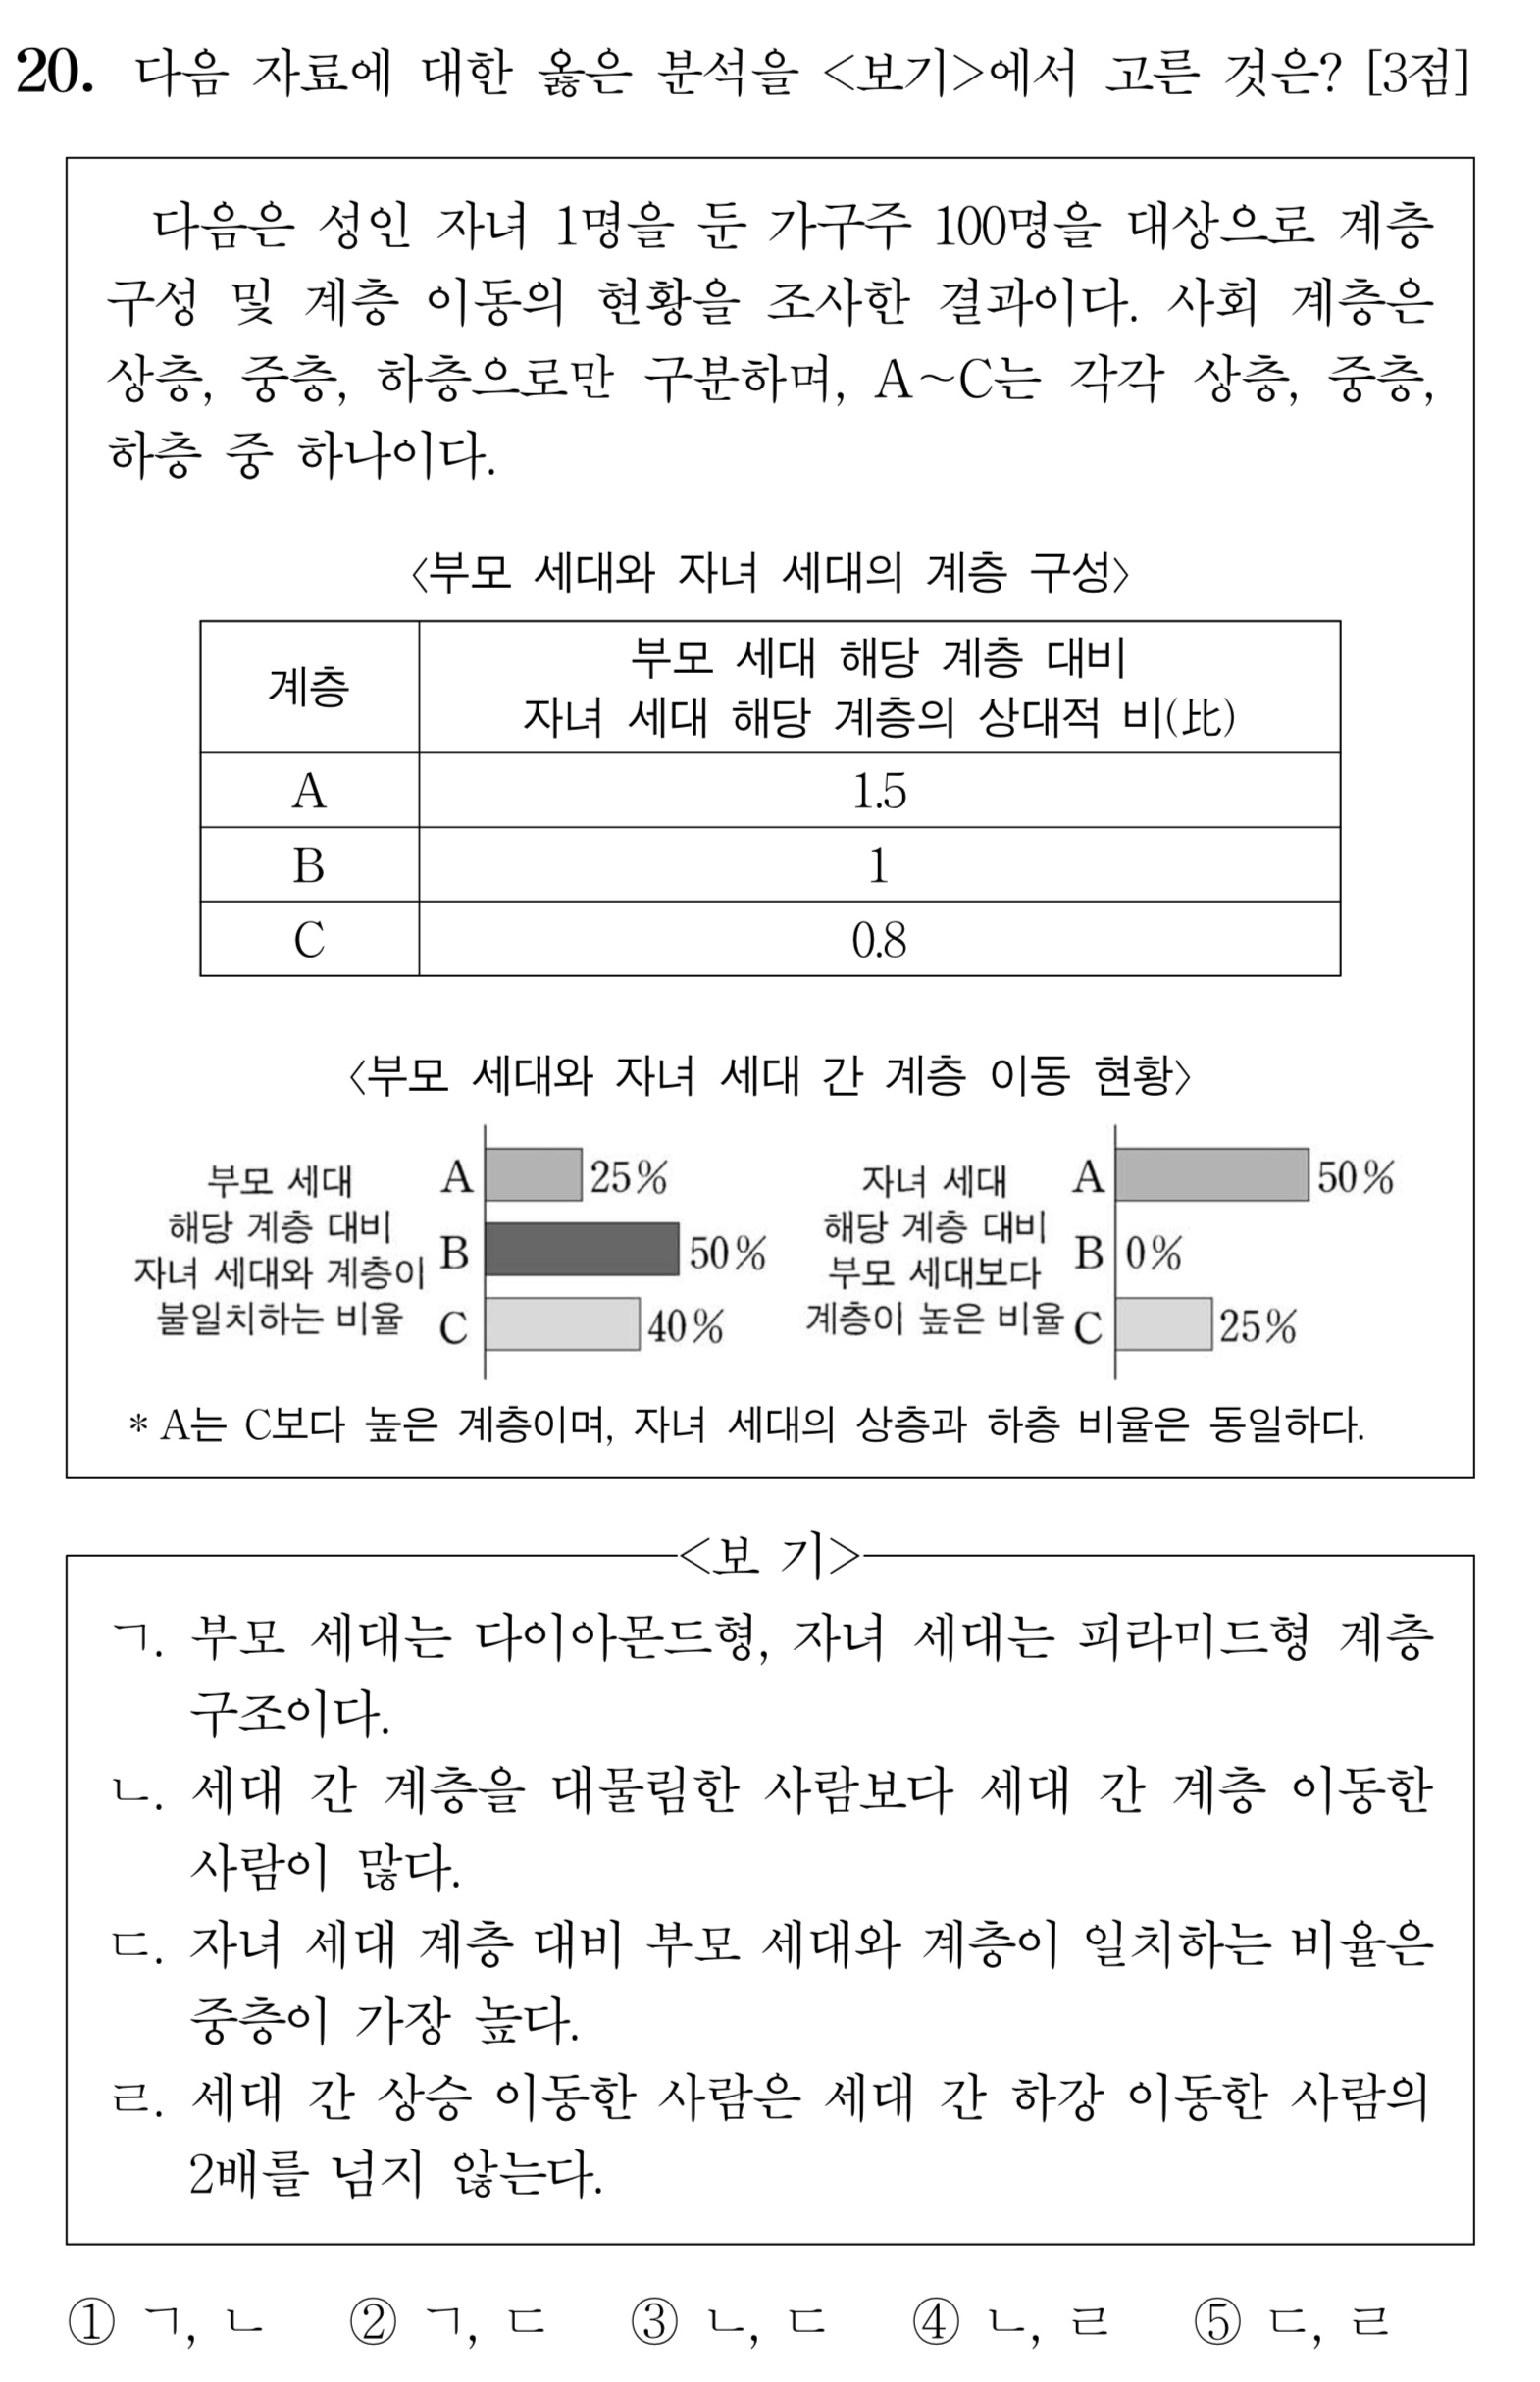 20. 다음 자료에 대한 옳은 분석을 <보기>에서 고른 것은? [3점]
다음은 성인 자녀 1명을 둔 가구주 100명을 대상으로 계층
구성 및 계층 이동의 현황을 조사한 결과이다. 사회 계층은
상층, 중층, 하층으로만 구분하며, A~C는 각각 상층, 중층,
하층 중 하나이다.
〈부모 세대와 자녀 세대의 계층 구성〉
계층
부모 세대 해당 계층 대비
자녀 세대 해당 계층의 상대적 비(比)
A 1.5
B 1
C 0.8
〈부모 세대와 자녀 세대 간 계층 이동 현황〉
부모 세대
해당 계층 대비
자녀 세대와 계층이
불일치하는 비율
A 25%
B 50%
C 40%
자녀 세대
해당 계층 대비
부모 세대보다
계층이 높은 비율
A 50%
B 0%
C 25%
* A는 C보다 높은 계층이며, 자녀 세대의 상층과 하층 비율은 동일하다.
<보 기>
ㄱ. 부모 세대는 다이아몬드형, 자녀 세대는 피라미드형 계층
구조이다.
ㄴ. 세대 간 계층을 대물림한 사람보다 세대 간 계층 이동한
사람이 많다.
ㄷ. 자녀 세대 계층 대비 부모 세대와 계층이 일치하는 비율은
중층이 가장 높다.
ㄹ. 세대 간 상승 이동한 사람은 세대 간 하강 이동한 사람의
2배를 넘지 않는다.
① ㄱ, ㄴ ② ㄱ, ㄷ ③ ㄴ, ㄷ ④ ㄴ, ㄹ ⑤ ㄷ, ㄹ